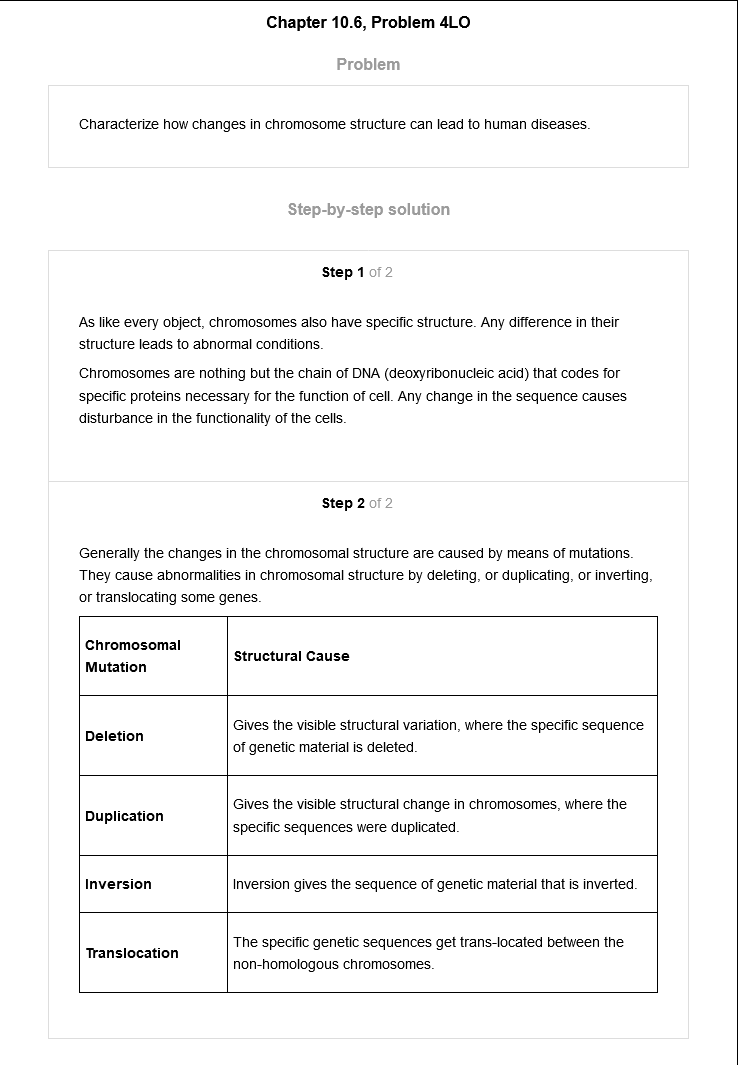 Chapter 10.6, Problem 4LO
Problem
Characterize how changes in chromosome structure can lead to human diseases.
Step-by-step solution
Step 1 of 2
As like every object, chromosomes also have specific structure. Any difference in their
structure leads to abnormal conditions.
Chromosomes are nothing but the chain of DNA (deoxyribonucleic acid) that codes for
specific proteins necessary for the function of cell. Any change in the sequence causes
disturbance in the functionality of the cells.
Step 2 of 2
Generally the changes in the chromosomal structure are caused by means of mutations.
They cause abnormalities in chromosomal structure by deleting, or duplicating, or inverting,
or translocating some genes.
Chromosomal
Mutation
Structural Cause
Deletion
Gives the visible structural variation, where the specific sequence
of genetic material is deleted.
Duplication
Gives the visible structural change in chromosomes, where the
specific sequences were duplicated.
Inversion
Inversion gives the sequence of genetic material that is inverted.
Translocation
The specific genetic sequences get trans-located between the
non-homologous chromosomes.